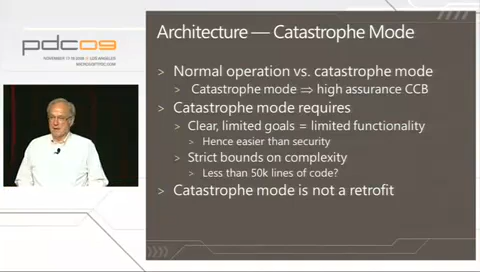 pdc09
Architecture — Catastrophe Mode
> Normal operation vs. catastrophe mode
> Catastrophe mode ⇒ high assurance CCB
> Catastrophe mode requires
> Clear, limited goals = limited functionality
> Hence easier than security
> Strict bounds on complexity
> Less than 50k lines of code?
> Catastrophe mode is not a retrofit